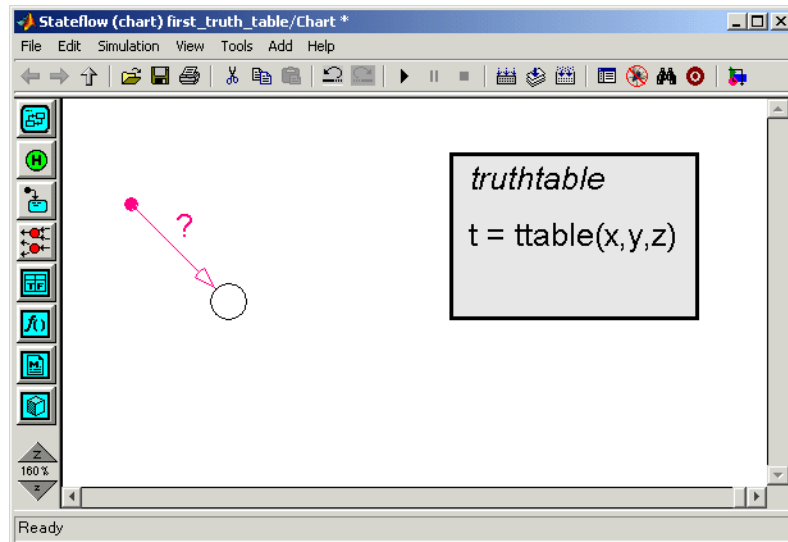 Stateflow (chart) first_truth_table/Chart *
File Edit Simulation View Tools Add Help
H
?
truthtable
t = ttable(x,y,z)
T F
f()
M
Z
160%
z
Ready